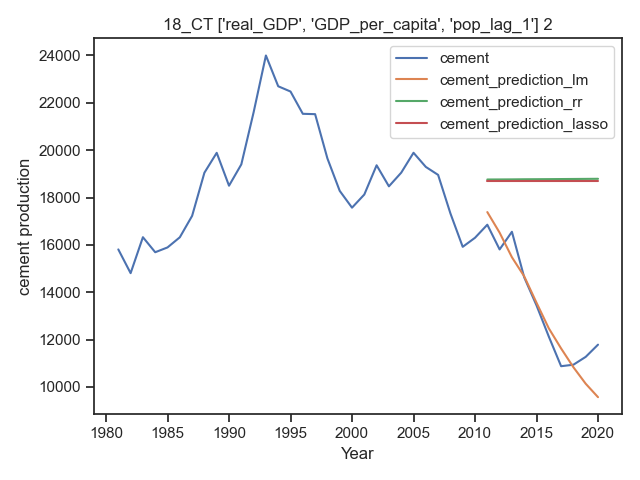 18_CT ['real_GDP', 'GDP_per_capita', 'pop_lag_1'] 2
cement
cement_prediction_lm
cement_prediction_rr
cement_prediction_lasso
cement production
24000
22000
20000
18000
16000
14000
12000
10000
1980 1985 1990 1995 2000 2005 2010 2015 2020
Year